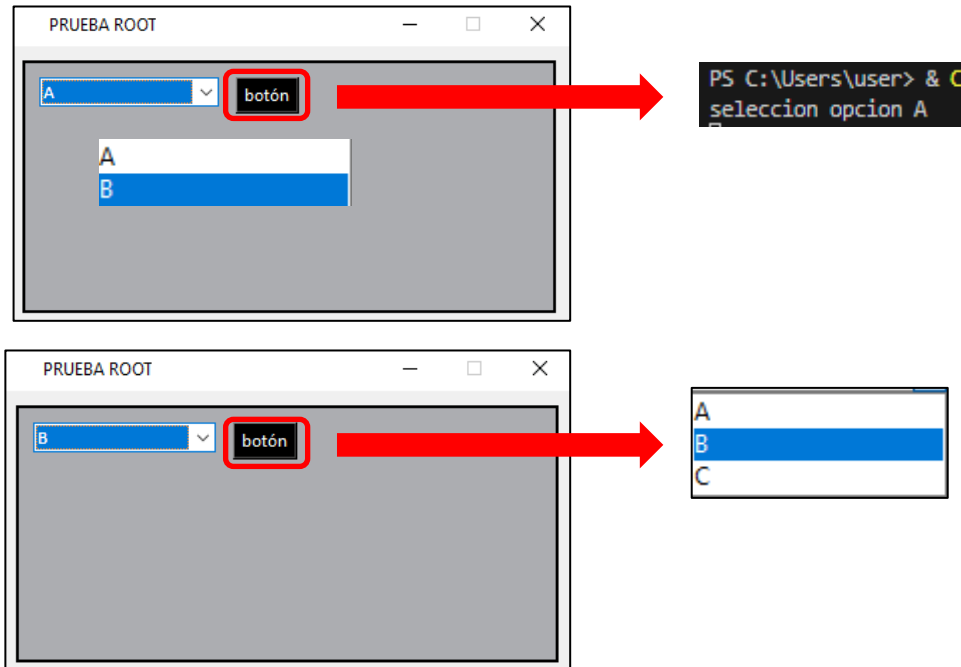 PRUEBA ROOT
A
botón
PS C:\Users\user> & C
seleccion opcion A
A
B
PRUEBA ROOT
B
botón
A
B
C